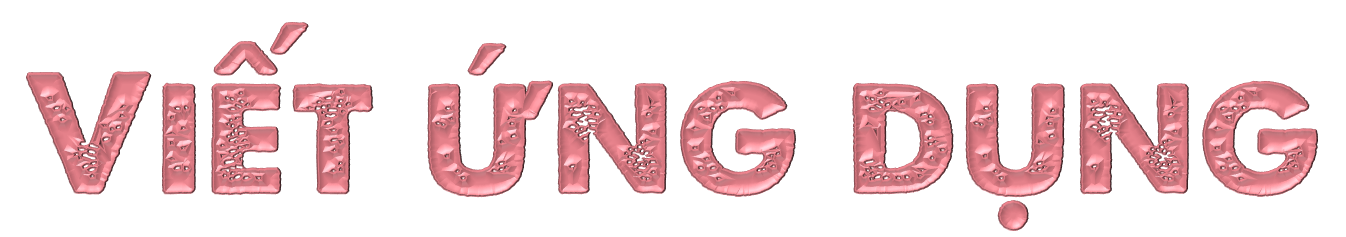 VIẾT ỨNG DỤNG